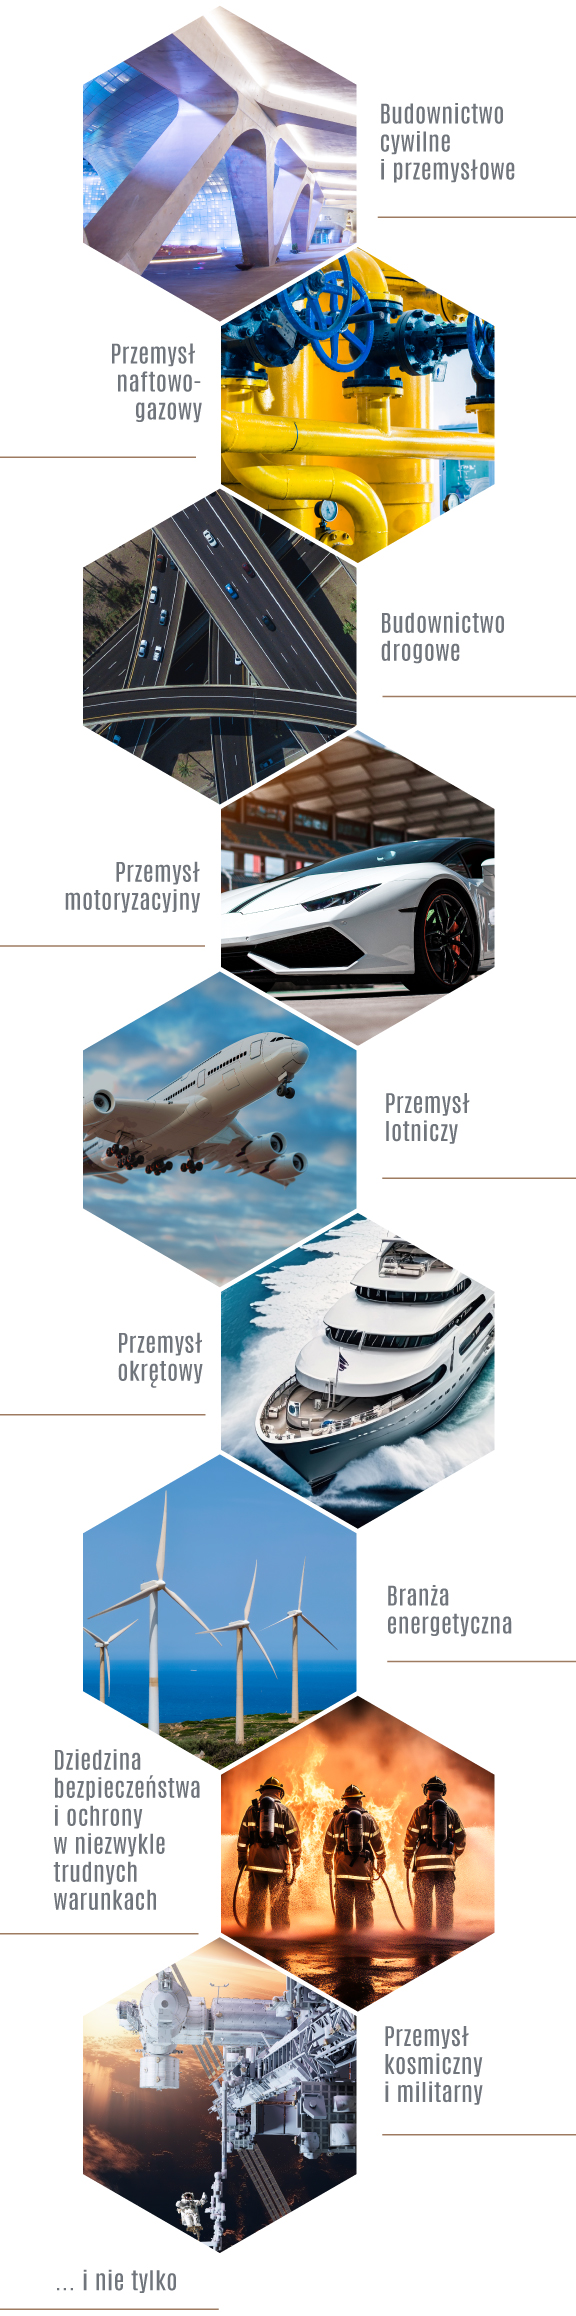 Budownictwo
cywilne
i przemysłowe
Przemysł
naftowo-
gazowy
Budownictwo
drogowe
Przemysł
motoryzacyjny
Przemysł
lotniczy
Przemysł
okrętowy
Branża
energetyczna
Dziedzina
bezpieczeństwa
i ochrony
w niezwykle
trudnych
warunkach
Przemysł
kosmiczny
i militarny
... i nie tylko